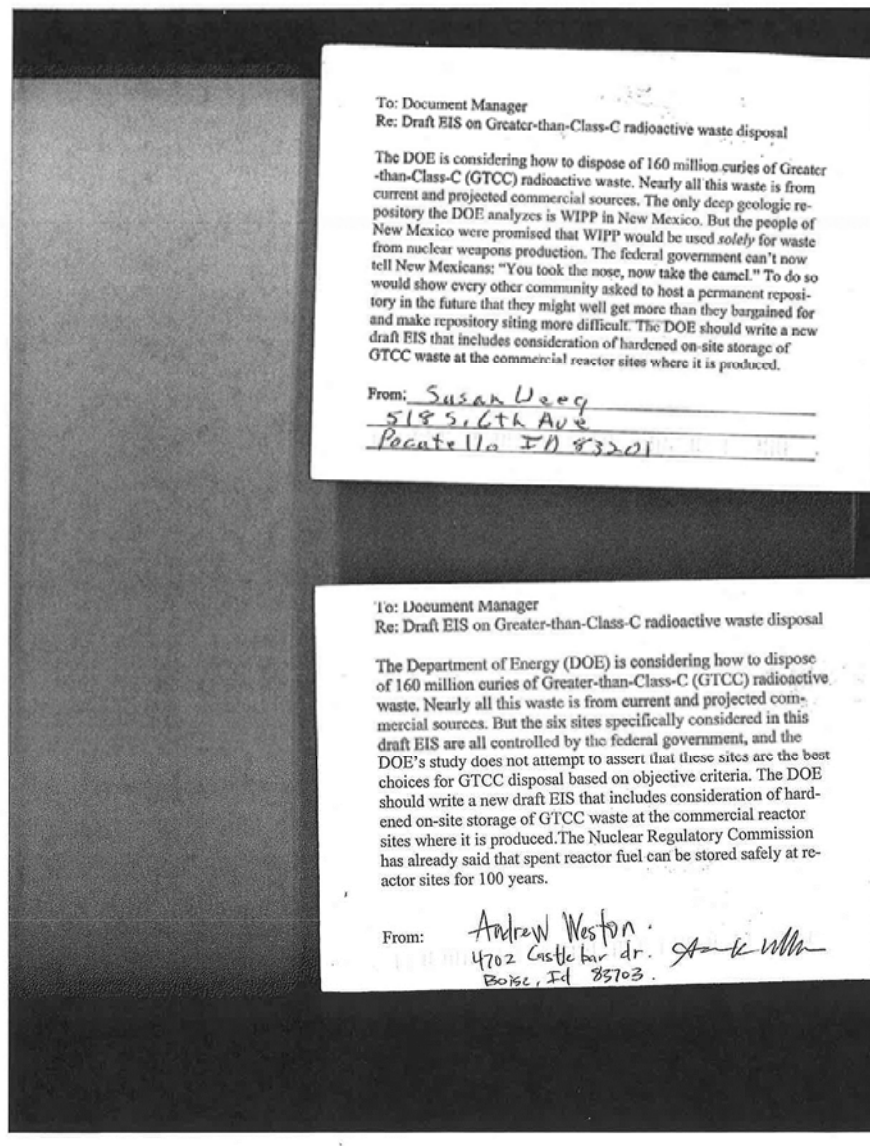 To: Document Manager
Re: Draft EIS on Greater-than-Class-C radioactive waste disposal
The DOE is considering how to dispose of 160 million curies of Greater
-than-Class-C (GTCC) radioactive waste. Nearly all this waste is from
current and projected commercial sources. The only deep geologic re-
pository the DOE analyzes is WIPP in New Mexico. But the people of
New Mexico were promised that WIPP would be used solely for waste
from nuclear weapons production. The federal government can't now
tell New Mexicans: "You took the nose, now take the camel." To do so
would show every other community asked to host a permanent reposi-
tory in the future that they might well get more than they bargained for
and make repository siting more difficult. The DOE should write a new
draft EIS that includes consideration of hardened on-site storage of
GTCC waste at the commercial reactor sites where it is produced.
From: Susan
518 S. 6th Ave
Pocatello ID 83201
To: Document Manager
Re: Draft EIS on Greater-than-Class-C radioactive waste disposal
The Department of Energy (DOE) is considering how to dispose
of 160 million curies of Greater-than-Class-C (GTCC) radioactive
waste. Nearly all this waste is from current and projected com-
mercial sources. But the six sites specifically considered in this
draft EIS are all controlled by the federal government, and the
DOE's study does not attempt to assert that these sites are the best
choices for GTCC disposal based on objective criteria. The DOE
should write a new draft EIS that includes consideration of hard-
ened on-site storage of GTCC waste at the commercial reactor
sites where it is produced.The Nuclear Regulatory Commission
has already said that spent reactor fuel can be stored safely at re-
actor sites for 100 years.
From: Andrew Weston
4702 Castlebar dr.
Boise, Id 83703.